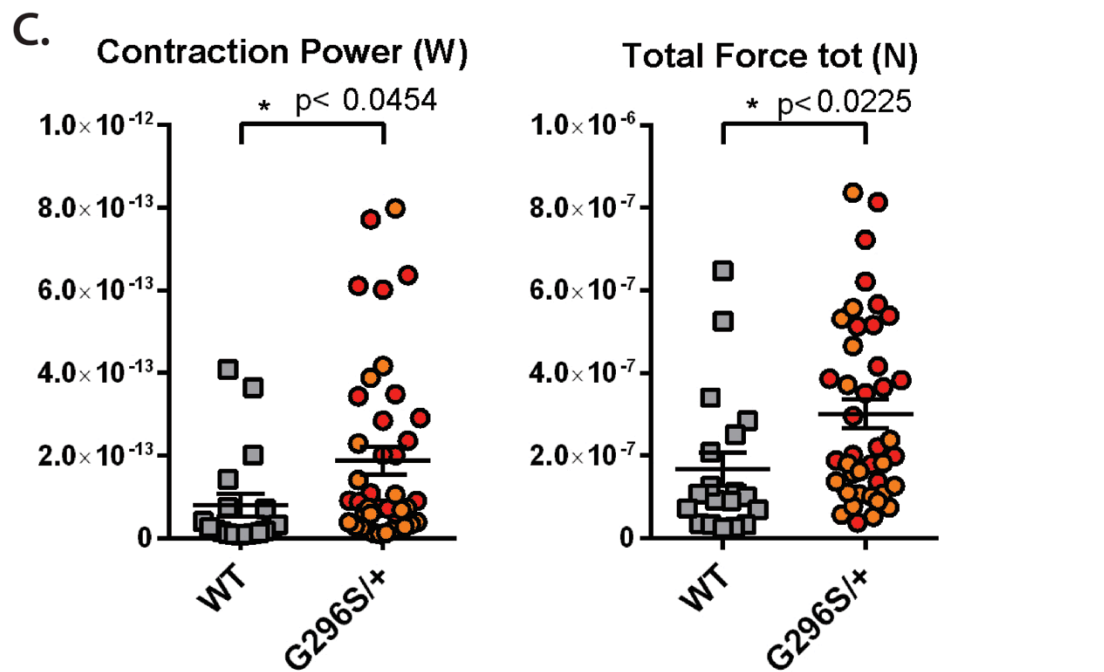 C.
Contraction Power (W)
* p< 0.0454
1.0× 10 -12
8.0× 10 -13
6.0× 10 -13
4.0× 10 -13
2.0× 10 -13
0
WT
G296S/+
Total Force tot (N)
* p< 0.0225
1.0× 10 -6
8.0× 10 -7
6.0× 10 -7
4.0× 10 -7
2.0× 10 -7
0
WT
G296S/+